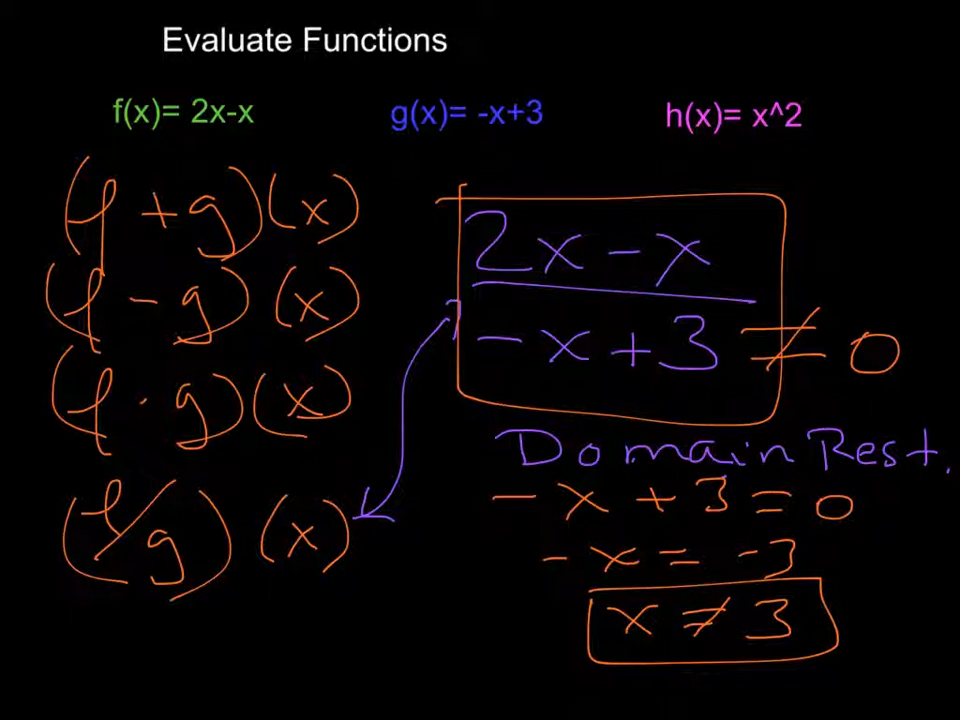 Evaluate Functions
f(x)= 2x-x g(x)= -x+3 h(x)= x^2
(f + g)(x)
(f - g)(x)
(f · g)(x)
(f/g)(x)
2x - x
-x + 3 ≠ 0
Domain Rest.
-x + 3 = 0
-x = -3
x ≠ 3